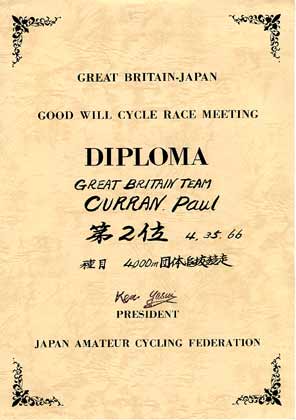 GREAT BRITAIN-JAPAN
GOOD WILL CYCLE RACE MEETING
DIPLOMA
GREAT BRITAIN TEAM
CURRAN. Paul
第2位 4.35.66
種目 4000m団体追抜競走
Ken Yasui
PRESIDENT
JAPAN AMATEUR CYCLING FEDERATION